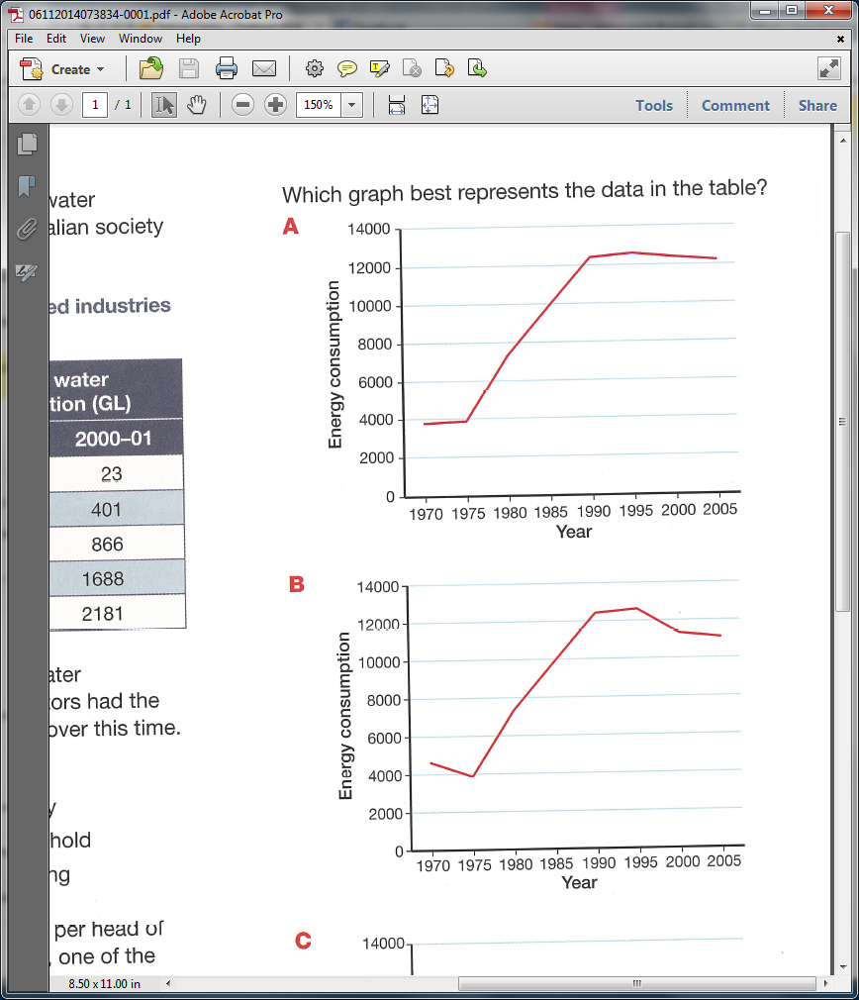 06112014073834-0001.pdf - Adobe Acrobat Pro
File Edit View Window Help
Create
1 / 1 150% Tools Comment Share
water
alian society
ed industries
water
tion (GL)
2000–01
23
401
866
1688
2181
ater
tors had the
over this time.
y
hold
ng
per head of
, one of the
Which graph best represents the data in the table?
A
14000
12000
10000
8000
6000
4000
2000
0
Energy consumption
1970 1975 1980 1985 1990 1995 2000 2005
Year
B
14000
12000
10000
8000
6000
4000
2000
0
Energy consumption
1970 1975 1980 1985 1990 1995 2000 2005
Year
C
14000
8.50 x 11.00 in